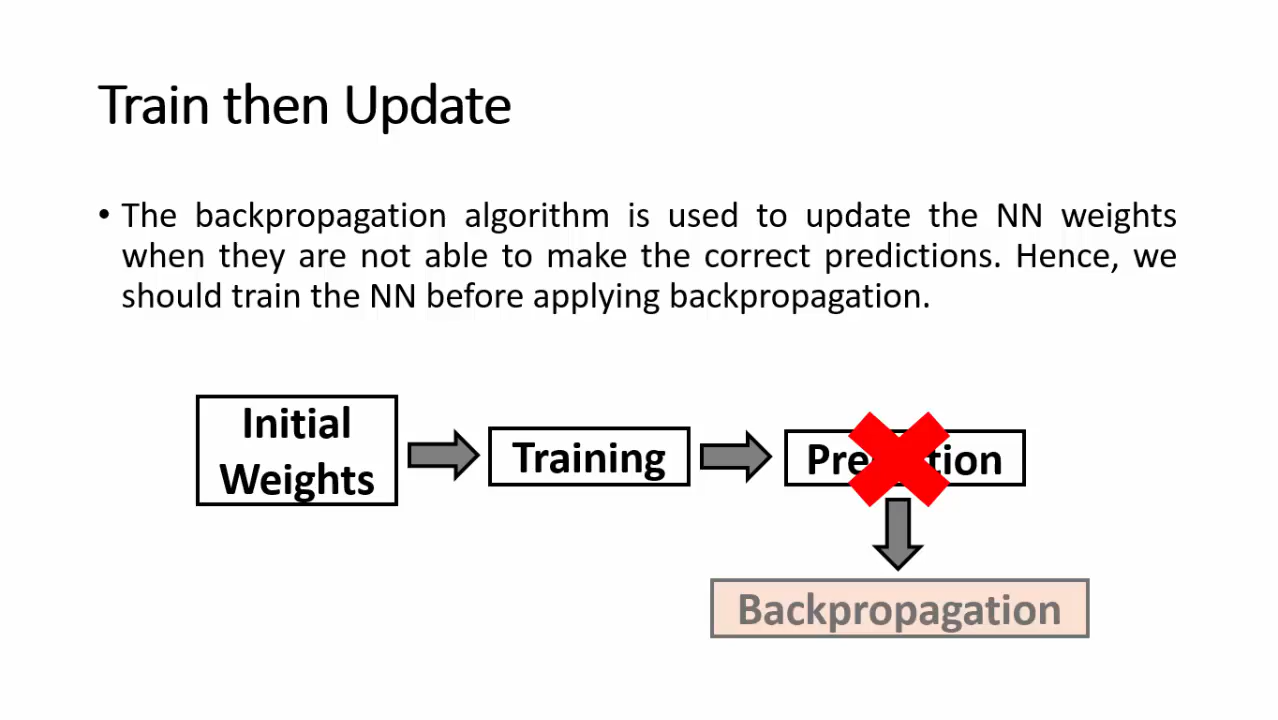 Train then Update
• The backpropagation algorithm is used to update the NN weights
when they are not able to make the correct predictions. Hence, we
should train the NN before applying backpropagation.
Initial
Weights
Training
Backpropagation